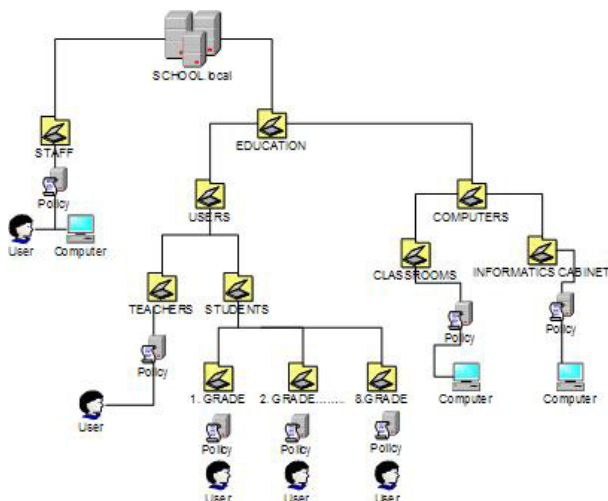 SCHOOL.local
STAFF
EDUCATION
Policy
USERS
COMPUTERS
User Computer
CLASSROOMS
INFORMATICS CABINET
TEACHERS STUDENTS
Policy Policy
Policy
1. GRADE 2. GRADE......... 8.GRADE
Computer Computer
User
Policy Policy Policy
User User User